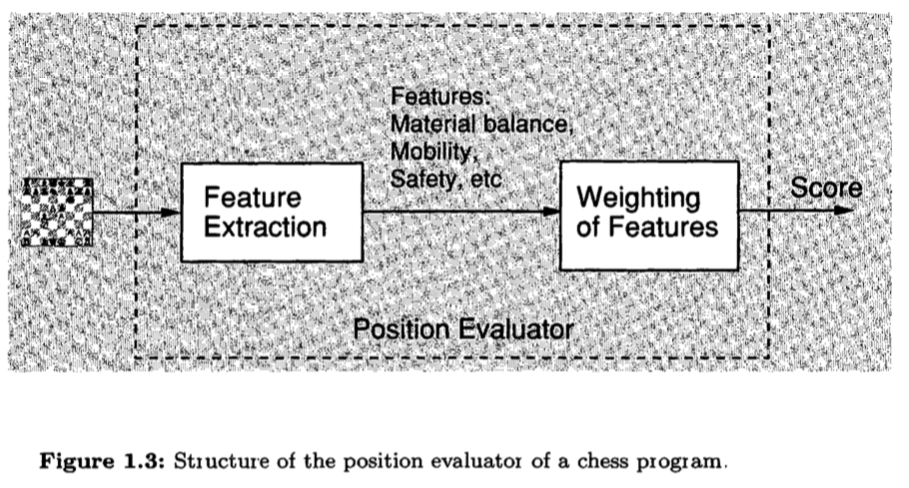 Features:
Material balance,
Mobility,
Safety, etc
Feature
Extraction
Weighting
of Features
Score
Position Evaluator
Figure 1.3: Structure of the position evaluator of a chess program.